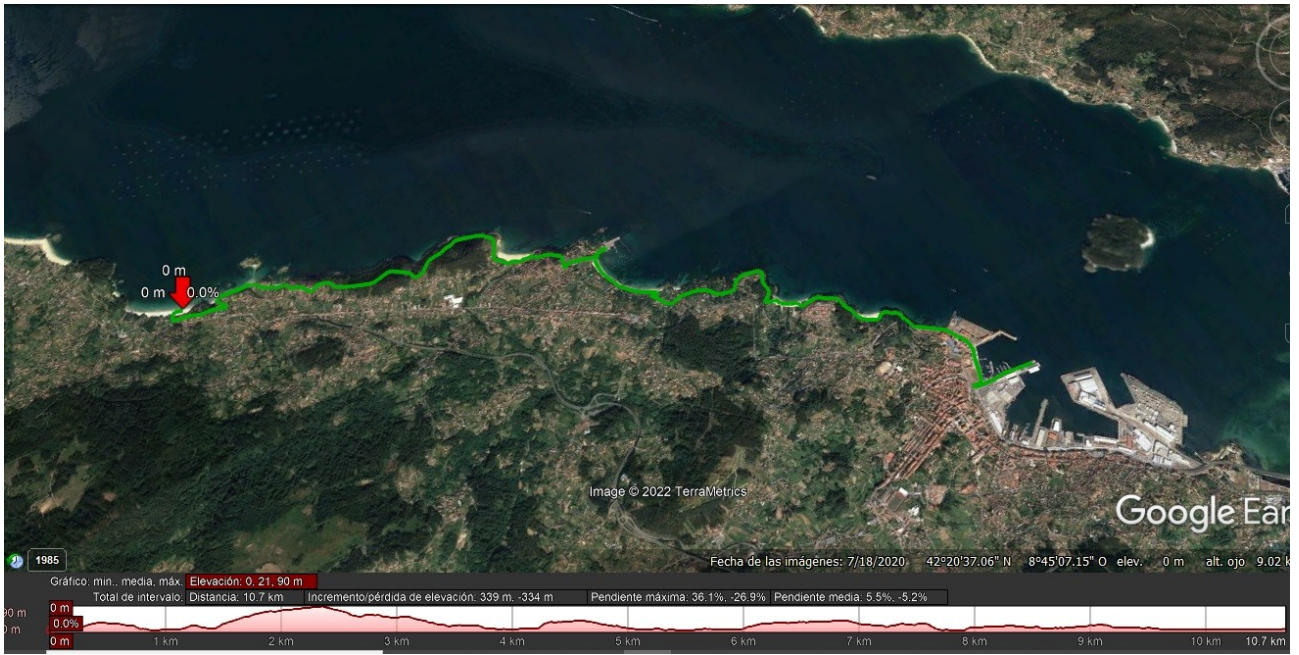 0 m
0 m 0.0%
Image © 2022 TerraMetrics
Google Ear
1985
Fecha de las imágenes: 7/18/2020 42°20'37.06" N 8°45'07.15" O elev. 0 m alt. ojo 9.02 k
Gráfico: min., media, máx. Elevación: 0, 21, 90 m
Total de intervalo: Distancia: 10.7 km Incremento/pérdida de elevación: 339 m, -334 m Pendiente máxima: 36.1%, -26.9% Pendiente media: 5.5%, -5.2%
90 m 0 m
0.0%
0 m
0 m 1 km 2 km 3 km 4 km 5 km 6 km 7 km 8 km 9 km 10 km 10.7 km